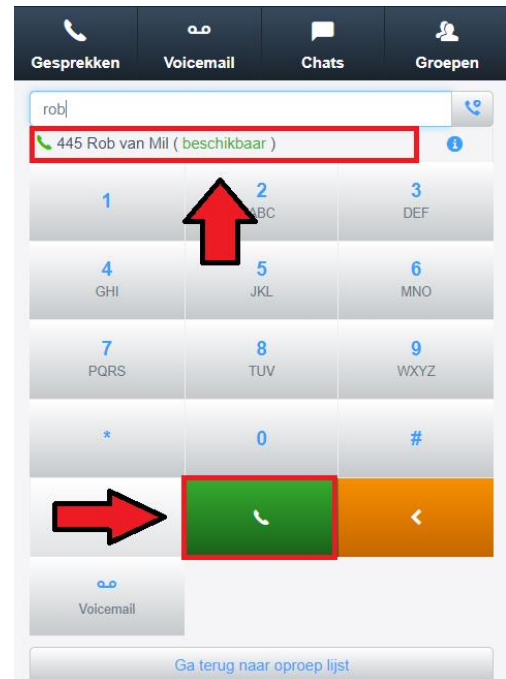 Gesprekken Voicemail Chats Groepen
rob
445 Rob van Mil ( beschikbaar )
1 2 3
ABC DEF
4 5 6
GHI JKL MNO
7 8 9
PQRS TUV WXYZ
* 0 #
Voicemail
Ga terug naar oproep lijst